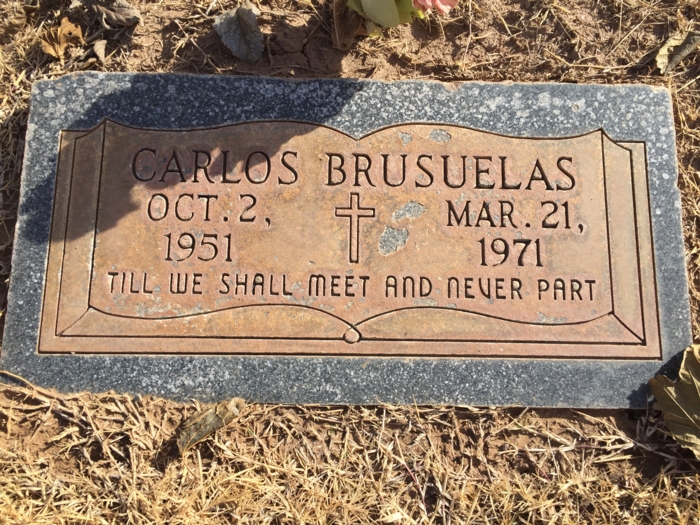 CARLOS BRUSUELAS
OCT. 2, MAR. 21,
1951 1971
TILL WE SHALL MEET AND NEVER PART